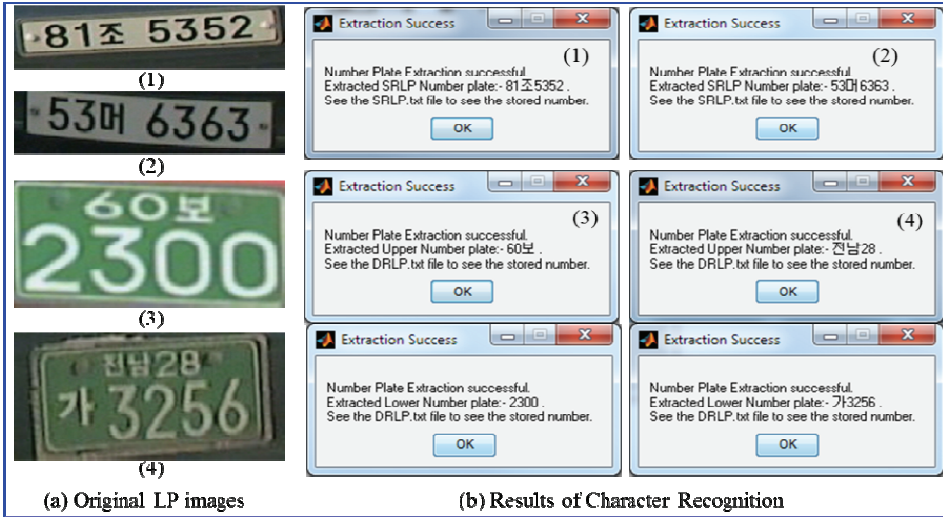 81조 5352
(1)
53머 6363
(2)
60보
2300
(3)
전남28
가 3256
(4)
(a) Original LP images
Extraction Success
(1)
Number Plate Extraction successful.
Extracted SRLP Number plate:- 81조5352 .
See the SRLP.txt file to see the stored number.
OK
Extraction Success
(2)
Number Plate Extraction successful.
Extracted SRLP Number plate:- 53머6363 .
See the SRLP.txt file to see the stored number.
OK
Extraction Success
(3)
Number Plate Extraction successful.
Extracted Upper Number plate:- 60보 .
See the DRLP.txt file to see the stored number.
OK
Extraction Success
(4)
Number Plate Extraction successful.
Extracted Upper Number plate:- 전남28 .
See the DRLP.txt file to see the stored number.
OK
Extraction Success
Number Plate Extraction successful.
Extracted Lower Number plate:- 2300 .
See the DRLP.txt file to see the stored number.
OK
Extraction Success
Number Plate Extraction successful.
Extracted Lower Number plate:- 가3256 .
See the DRLP.txt file to see the stored number.
OK
(b) Results of Character Recognition